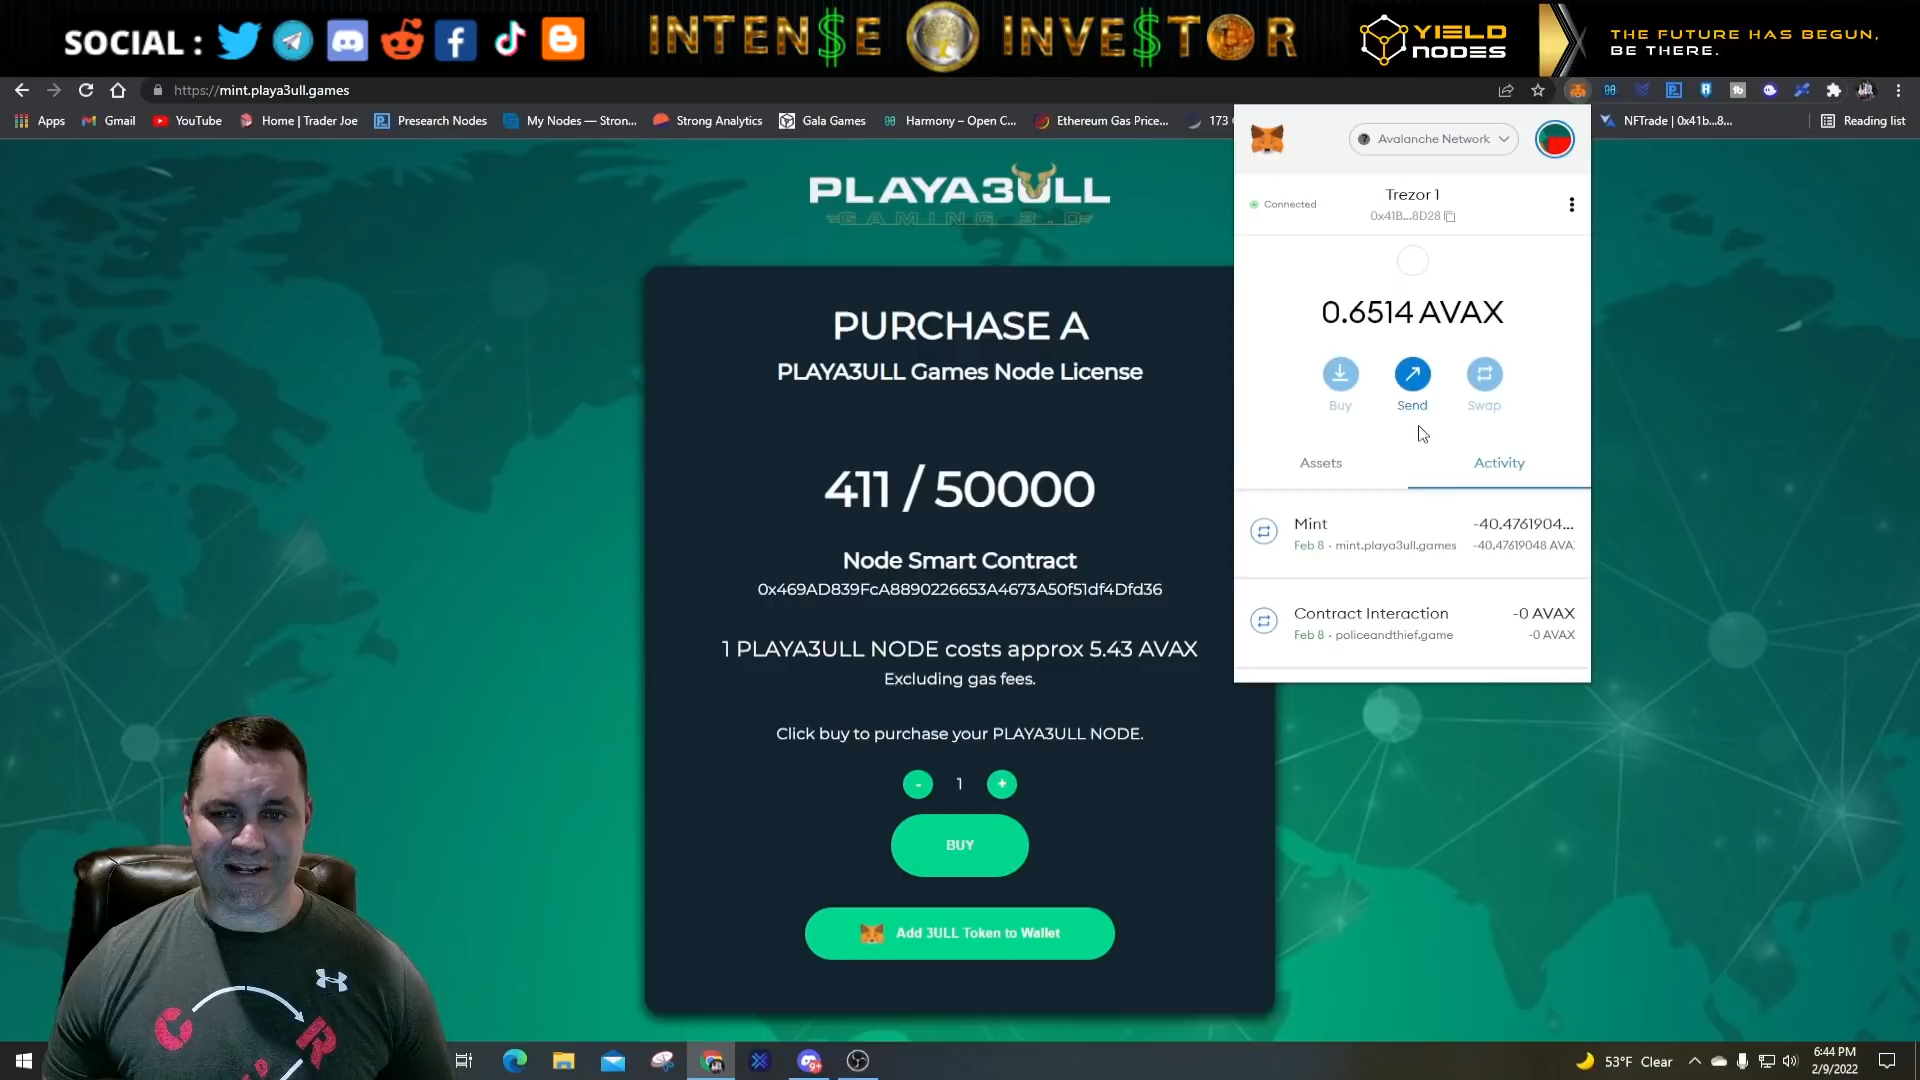 SOCIAL :
INTEN$E INVE$TOR
YIELD NODES
THE FUTURE HAS BEGUN,
BE THERE.
https://mint.playa3ull.games
Apps
Gmail
YouTube
Home | Trader Joe
Presearch Nodes
My Nodes — Stron...
Strong Analytics
Gala Games
Harmony – Open C...
Ethereum Gas Price...
173
NFTrade | 0x41b...8...
Reading list
PLAYA3ULL
GAMING 3.0
PURCHASE A
PLAYA3ULL Games Node License
411 / 50000
Node Smart Contract
0x469AD839FcA8890226653A4673A50f51df4Dfd36
1 PLAYA3ULL NODE costs approx 5.43 AVAX
Excluding gas fees.
Click buy to purchase your PLAYA3ULL NODE.
- 1 +
BUY
Add 3ULL Token to Wallet
Avalanche Network
Connected
Trezor 1
0x41B...8D28
0.6514 AVAX
Buy
Send
Swap
Assets
Activity
Mint -40.4761904...
Feb 8 · mint.playa3ull.games -40.47619048 AVA
Contract Interaction -0 AVAX
Feb 8 · policeandthief.game -0 AVAX
53°F Clear
6:44 PM
2/9/2022